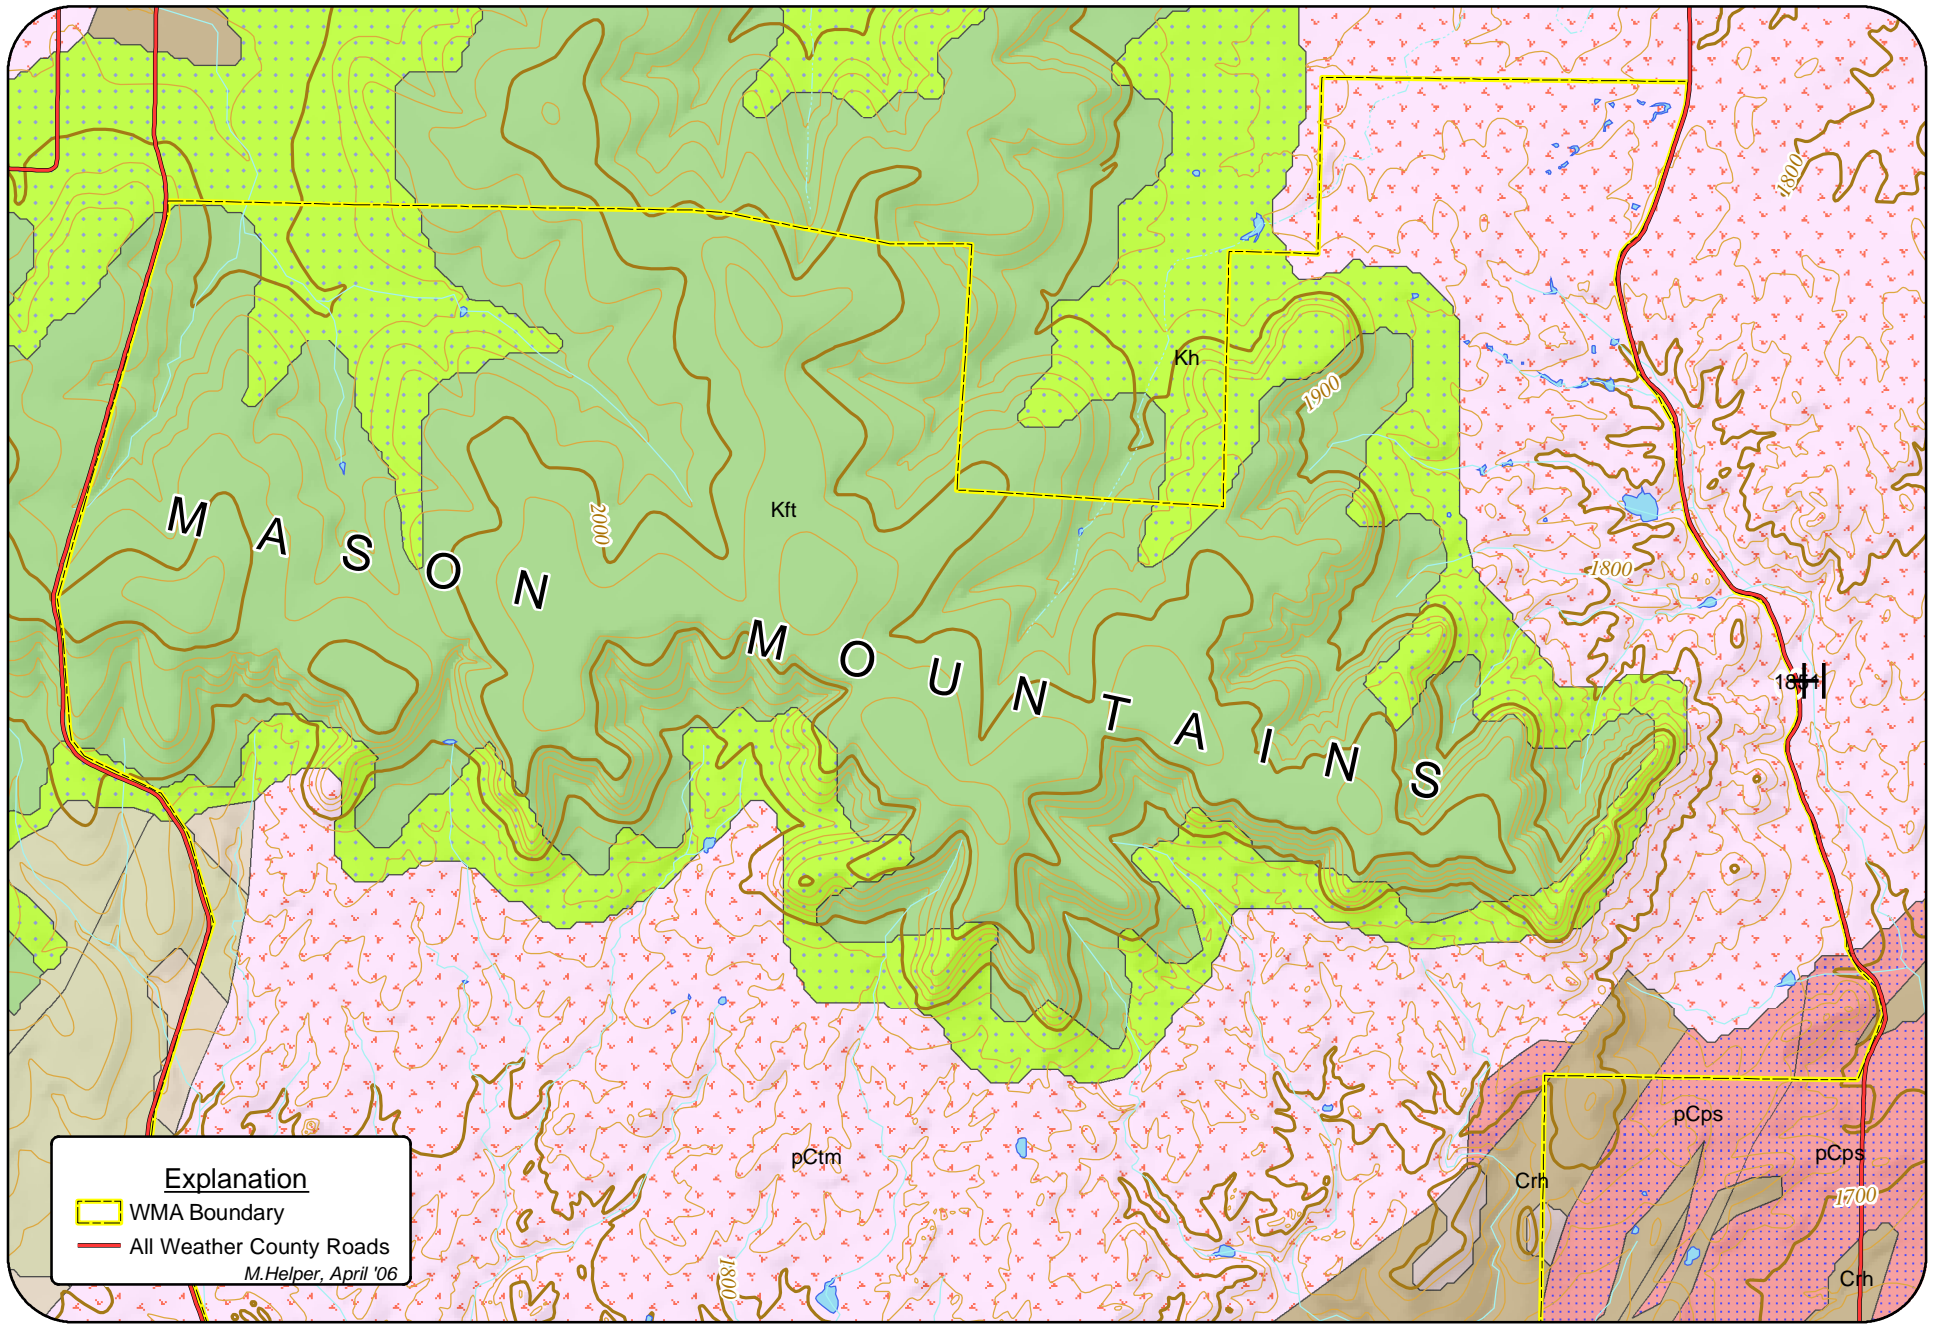 1800
Kh
1900
MASON MOUNTAINS
2000
Kft
1800
pCps
pCtm
pCps
Crh
1700
1800
Crh
Explanation
WMA Boundary
All Weather County Roads
M.Helper, April '06